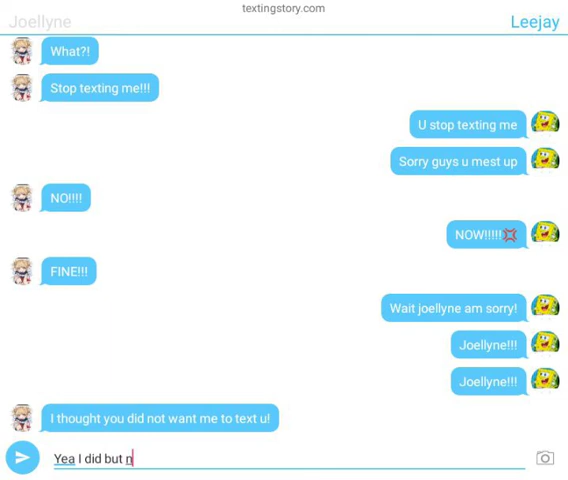 textingstory.com
Joellyne
Leejay
What?!
Stop texting me!!!
U stop texting me
Sorry guys u mest up
NO!!!!
NOW!!!!!💢
FINE!!!
Wait joellyne am sorry!
Joellyne!!!
Joellyne!!!
I thought you did not want me to text u!
Yea I did but n